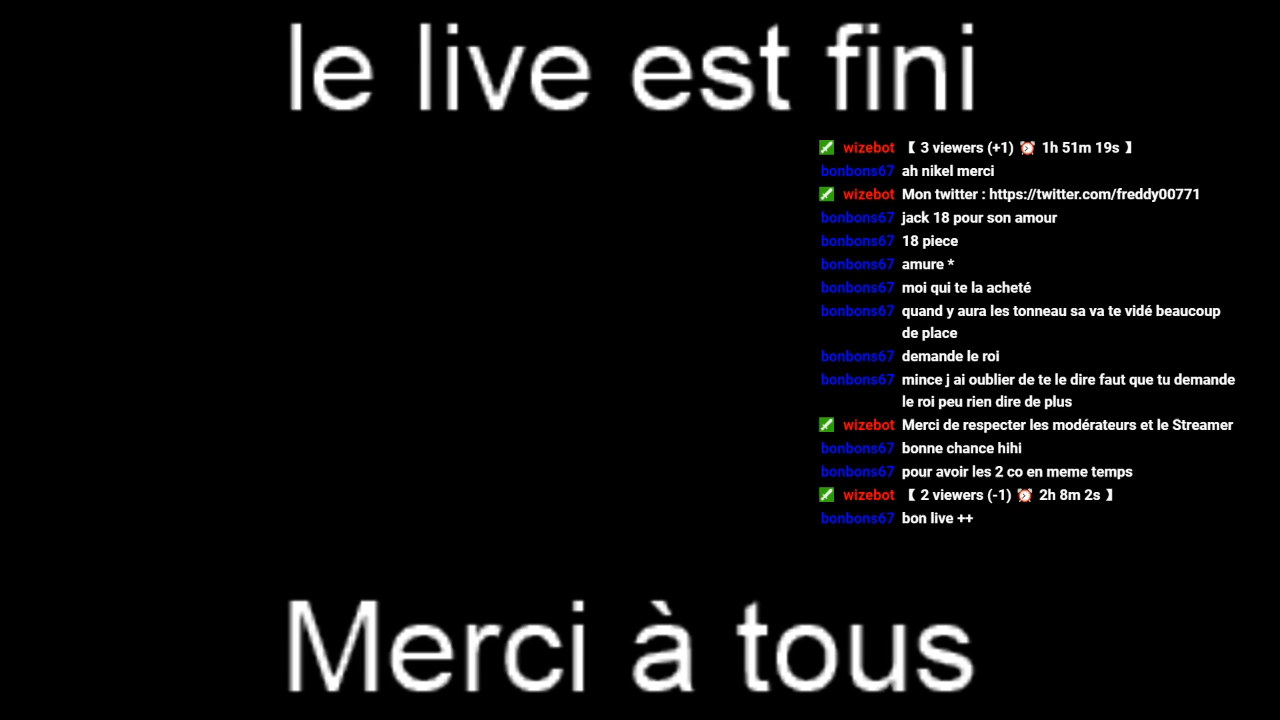 le live est fini
wizebot 【 3 viewers (+1) ⏰ 1h 51m 19s 】
bonbons67 ah nikel merci
wizebot Mon twitter : https://twitter.com/freddy00771
bonbons67 jack 18 pour son amour
bonbons67 18 piece
bonbons67 amure *
bonbons67 moi qui te la acheté
bonbons67 quand y aura les tonneau sa va te vidé beaucoup
de place
bonbons67 demande le roi
bonbons67 mince j ai oublier de te le dire faut que tu demande
le roi peu rien dire de plus
wizebot Merci de respecter les modérateurs et le Streamer
bonbons67 bonne chance hihi
bonbons67 pour avoir les 2 co en meme temps
wizebot 【 2 viewers (-1) ⏰ 2h 8m 2s 】
bonbons67 bon live ++
Merci à tous